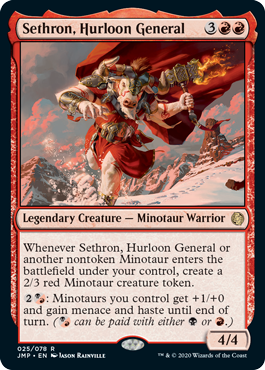 Sethron, Hurloon General 3
Legendary Creature — Minotaur Warrior
Whenever Sethron, Hurloon General or
another nontoken Minotaur enters the
battlefield under your control, create a
2/3 red Minotaur creature token.
2 : Minotaurs you control get +1/+0
and gain menace and haste until end of
turn. ( can be paid with either or .)
4/4
025/078 R
JMP • EN Jason Rainville
™ & © 2020 Wizards of the Coast